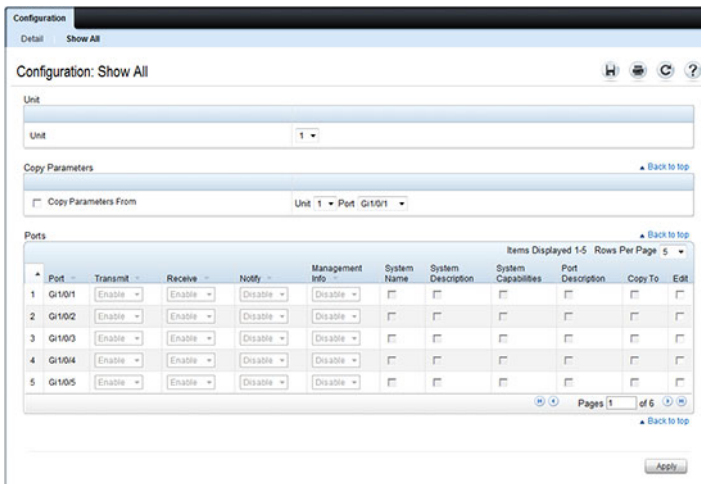 Configuration
Detail Show All
Configuration: Show All
Unit
Unit 1
Copy Parameters Back to top
Copy Parameters From Unit 1 Port Gi1/0/1
Ports Back to top
Items Displayed 1-5 Rows Per Page 5
Port Transmit Receive Notify Management Info System Name System Description System Capabilities Port Description Copy To Edit
1 Gi1/0/1 Enable Enable Disable Disable
2 Gi1/0/2 Enable Enable Disable Disable
3 Gi1/0/3 Enable Enable Disable Disable
4 Gi1/0/4 Enable Enable Disable Disable
5 Gi1/0/5 Enable Enable Disable Disable
Pages 1 of 6
Back to top
Apply